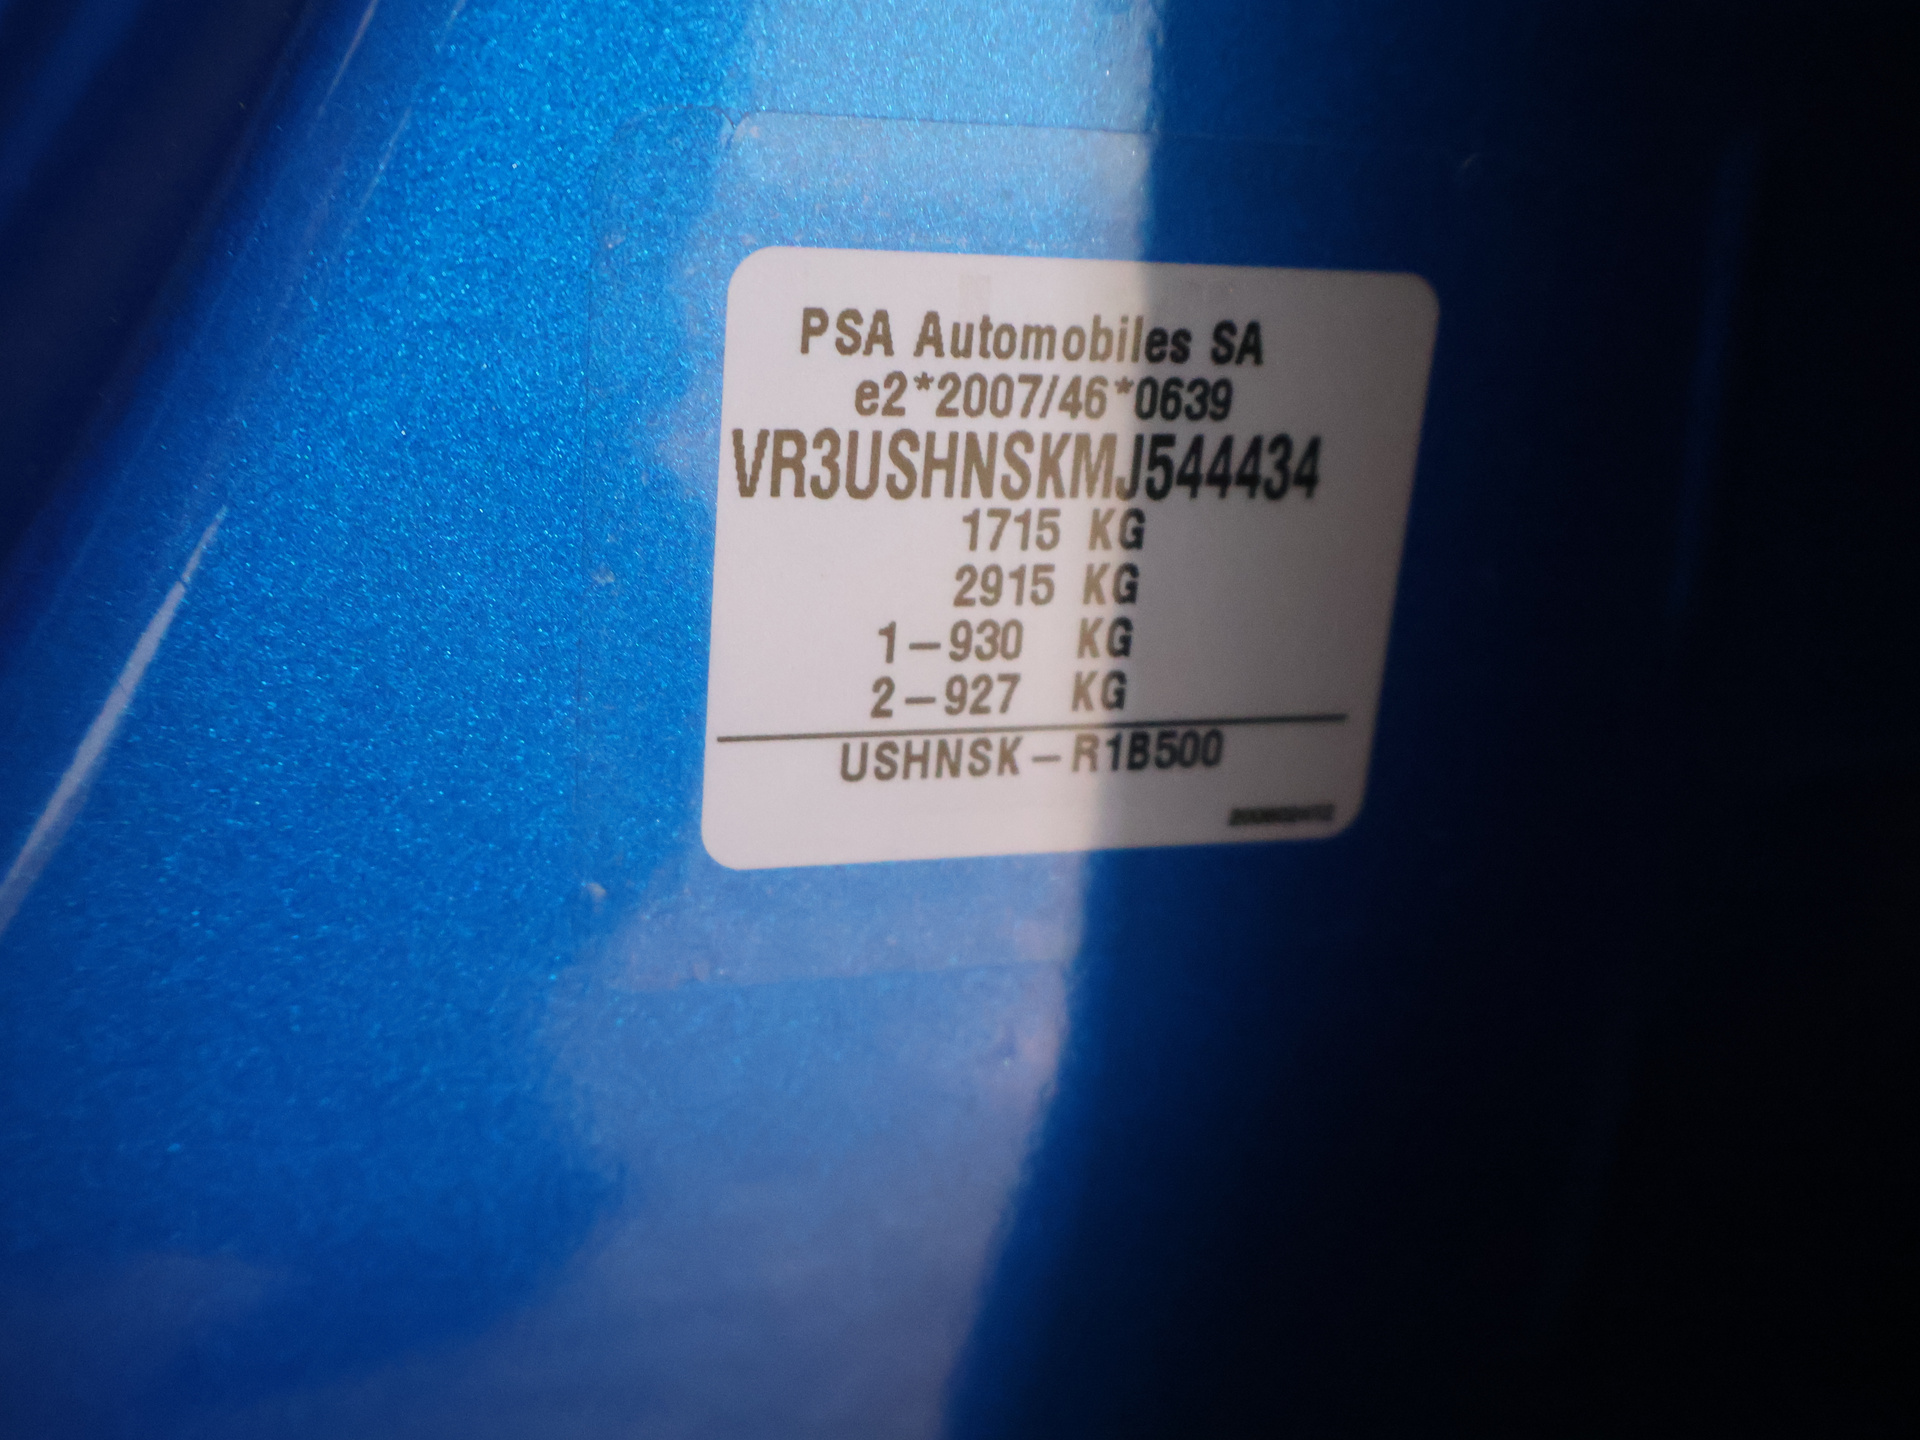 PSA Automobiles SA
e2*2007/46*0639
VR3USHNSKMJ544434
1715 KG
2915 KG
1–930 KG
2–927 KG
USHNSK–R1B500